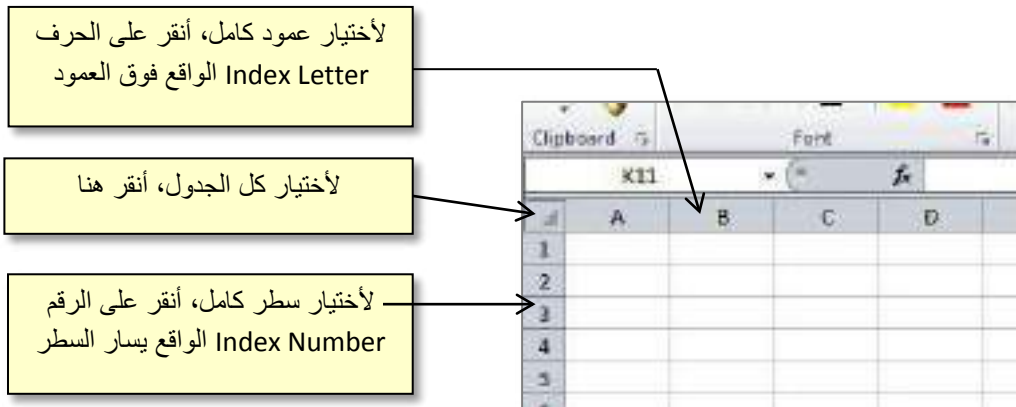 لأختيار عمود كامل، أنقر على الحرف
Index Letter الواقع فوق العمود
لأختيار كل الجدول، أنقر هنا
لأختيار سطر كامل، أنقر على الرقم
Index Number الواقع يسار السطر
Clipboard Font
K11 fx
A B C D
1
2
3
4
5